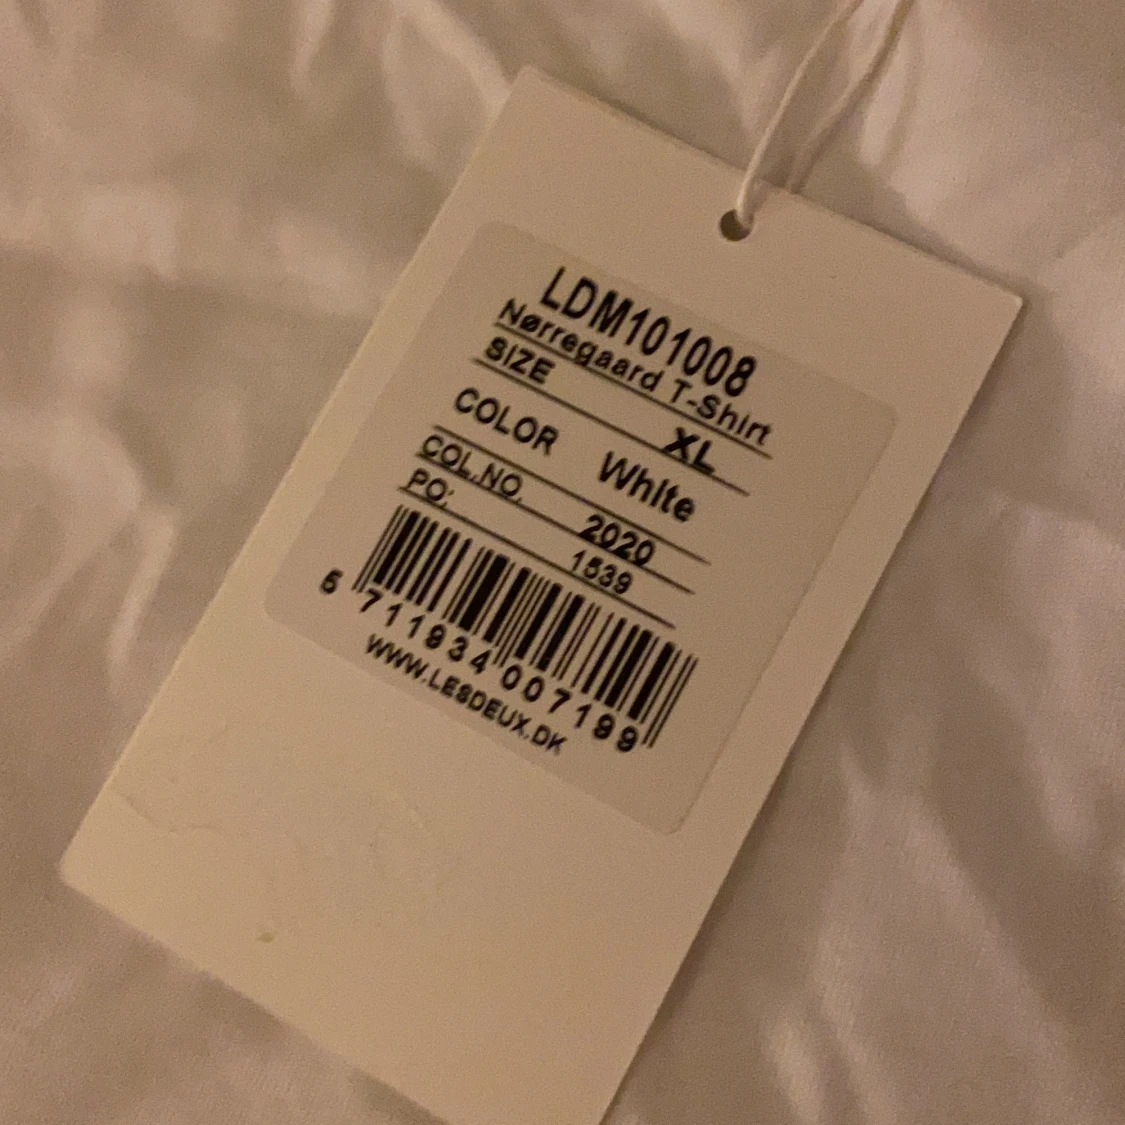 LDM101008
Nørregaard T-Shirt
SIZE XL
COLOR White
COL.NO. 2020
PO: 1539
5 711934 007199
WWW.LESDEUX.DK